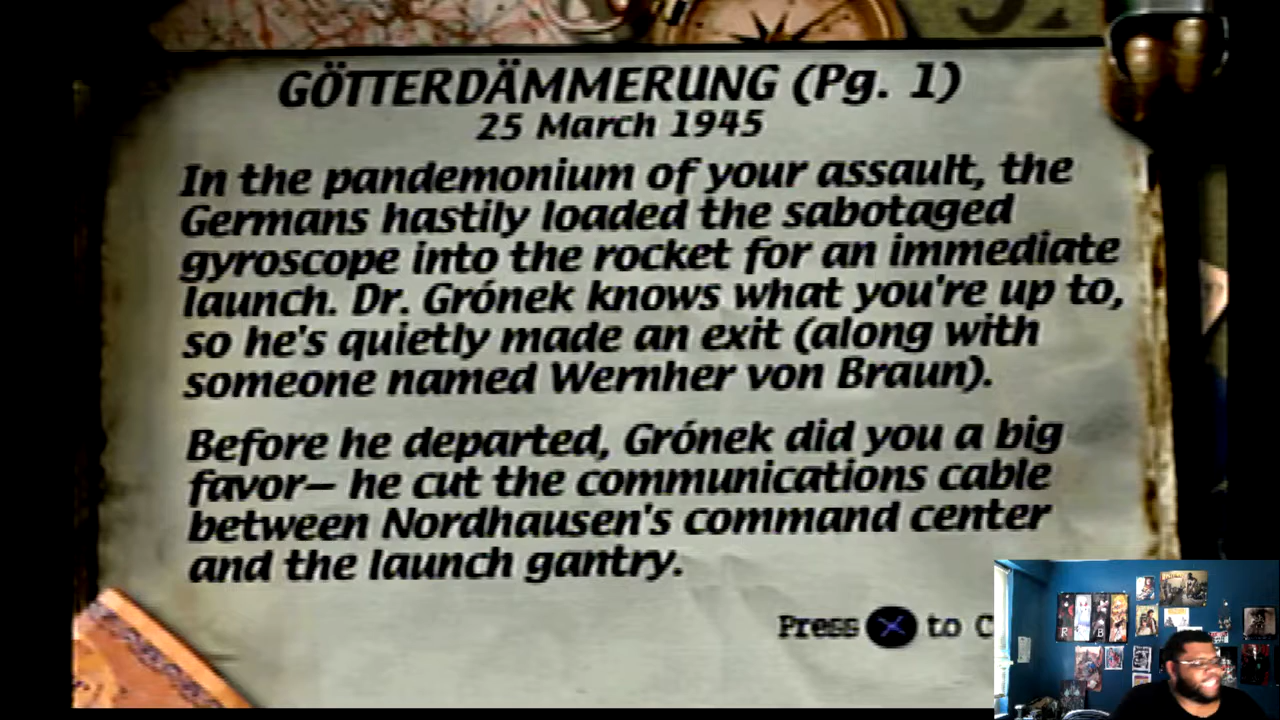 GÖTTERDÄMMERUNG (Pg. 1)
25 March 1945
In the pandemonium of your assault, the
Germans hastily loaded the sabotaged
gyroscope into the rocket for an immediate
launch. Dr. Grónek knows what you're up to,
so he's quietly made an exit (along with
someone named Wernher von Braun).
Before he departed, Grónek did you a big
favor— he cut the communications cable
between Nordhausen's command center
and the launch gantry.
Press X to C